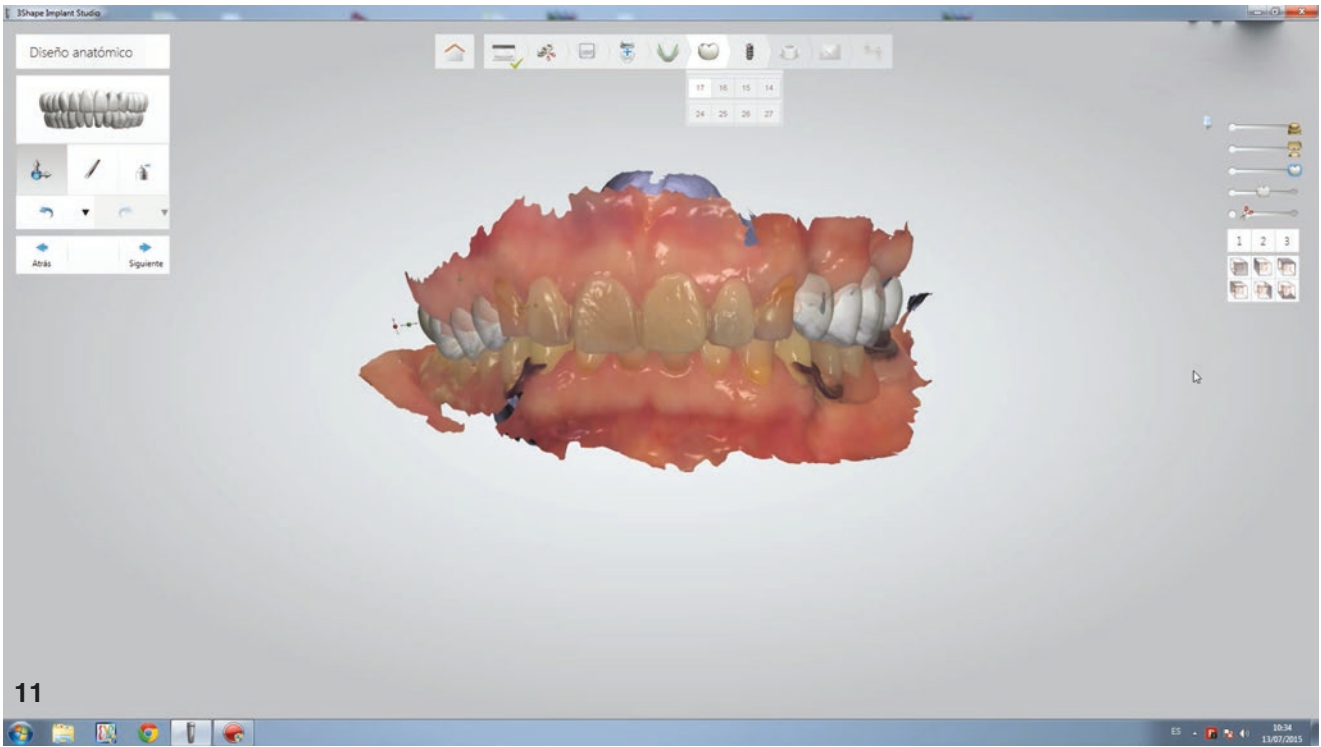 3Shape Implant Studio
Diseño anatómico
17 16 15 14
24 25 26 27
1 2 3
Atrás Siguiente
11
ES
10:34
13/07/2015